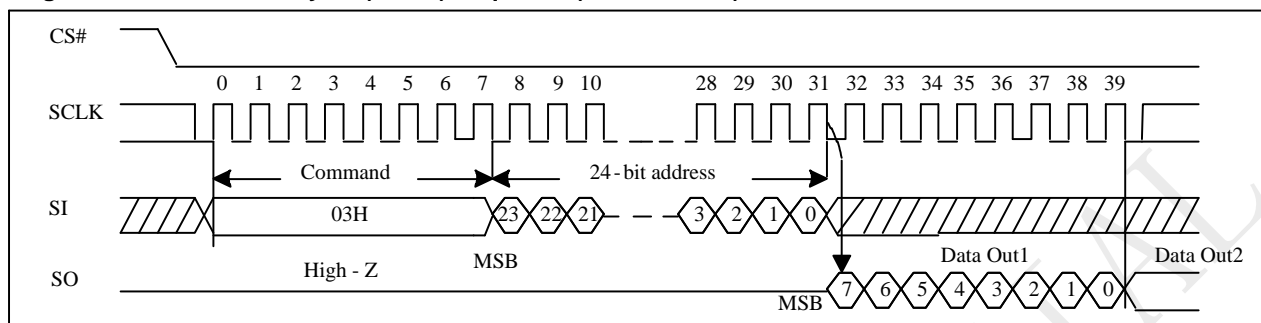 CS#
0 1 2 3 4 5 6 7 8 9 10 28 29 30 31 32 33 34 35 36 37 38 39
SCLK
Command 24-bit address
SI 03H 23 22 21 3 2 1 0
High - Z MSB Data Out1 Data Out2
SO MSB 7 6 5 4 3 2 1 0